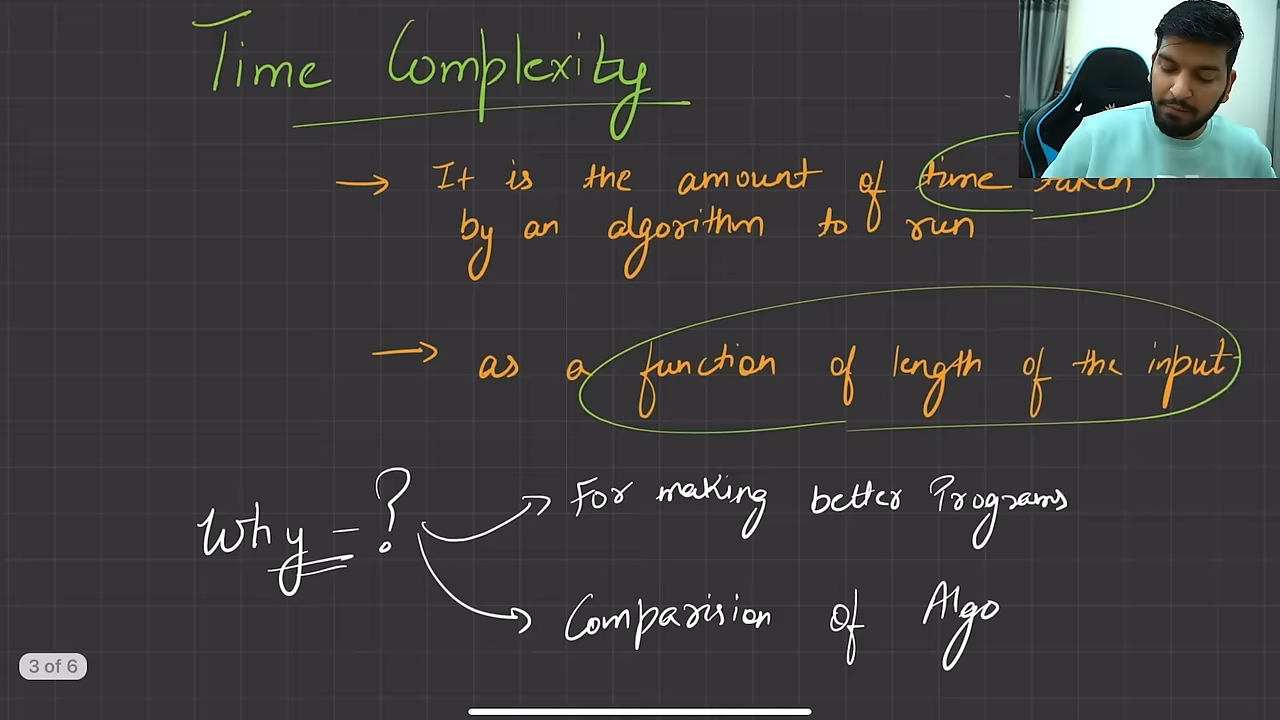 Time Complexity
→ It is the amount of time taken
by an algorithm to run
→ as a function of length of the input
Why = ? → For making better Programs
→ Comparision of Algo
3 of 6